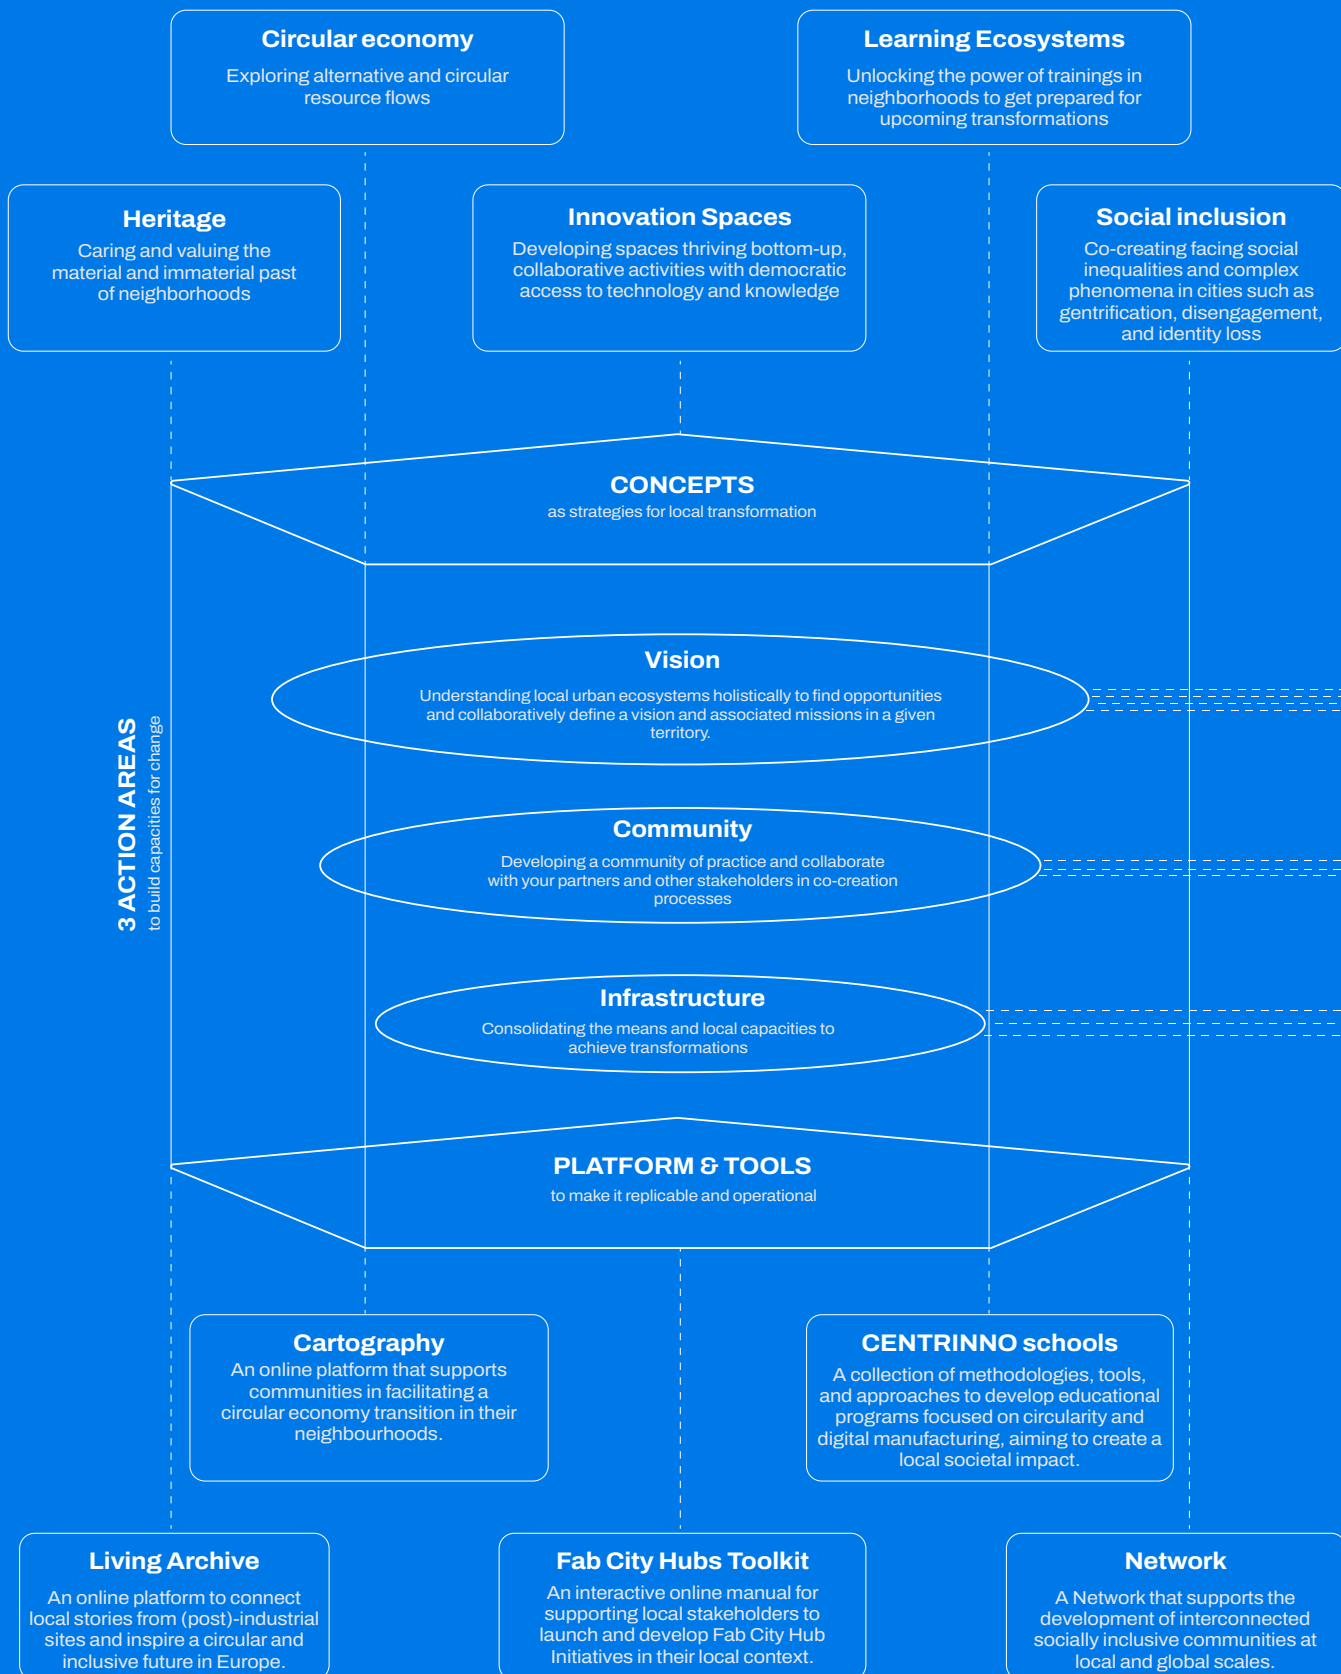 Circular economy
Exploring alternative and circular
resource flows
Learning Ecosystems
Unlocking the power of trainings in
neighborhoods to get prepared for
upcoming transformations
Heritage
Caring and valuing the
material and immaterial past
of neighborhoods
Innovation Spaces
Developing spaces thriving bottom-up,
collaborative activities with democratic
access to technology and knowledge
Social inclusion
Co-creating facing social
inequalities and complex
phenomena in cities such as
gentrification, disengagement,
and identity loss
CONCEPTS
as strategies for local transformation
3 ACTION AREAS
to build capacities for change
Vision
Understanding local urban ecosystems holistically to find opportunities
and collaboratively define a vision and associated missions in a given
territory.
Community
Developing a community of practice and collaborate
with your partners and other stakeholders in co-creation
processes
Infrastructure
Consolidating the means and local capacities to
achieve transformations
PLATFORM & TOOLS
to make it replicable and operational
Cartography
An online platform that supports
communities in facilitating a
circular economy transition in their
neighbourhoods.
CENTRINNO schools
A collection of methodologies, tools,
and approaches to develop educational
programs focused on circularity and
digital manufacturing, aiming to create a
local societal impact.
Living Archive
An online platform to connect
local stories from (post)-industrial
sites and inspire a circular and
inclusive future in Europe.
Fab City Hubs Toolkit
An interactive online manual for
supporting local stakeholders to
launch and develop Fab City Hub
Initiatives in their local context.
Network
A Network that supports the
development of interconnected
socially inclusive communities at
local and global scales.